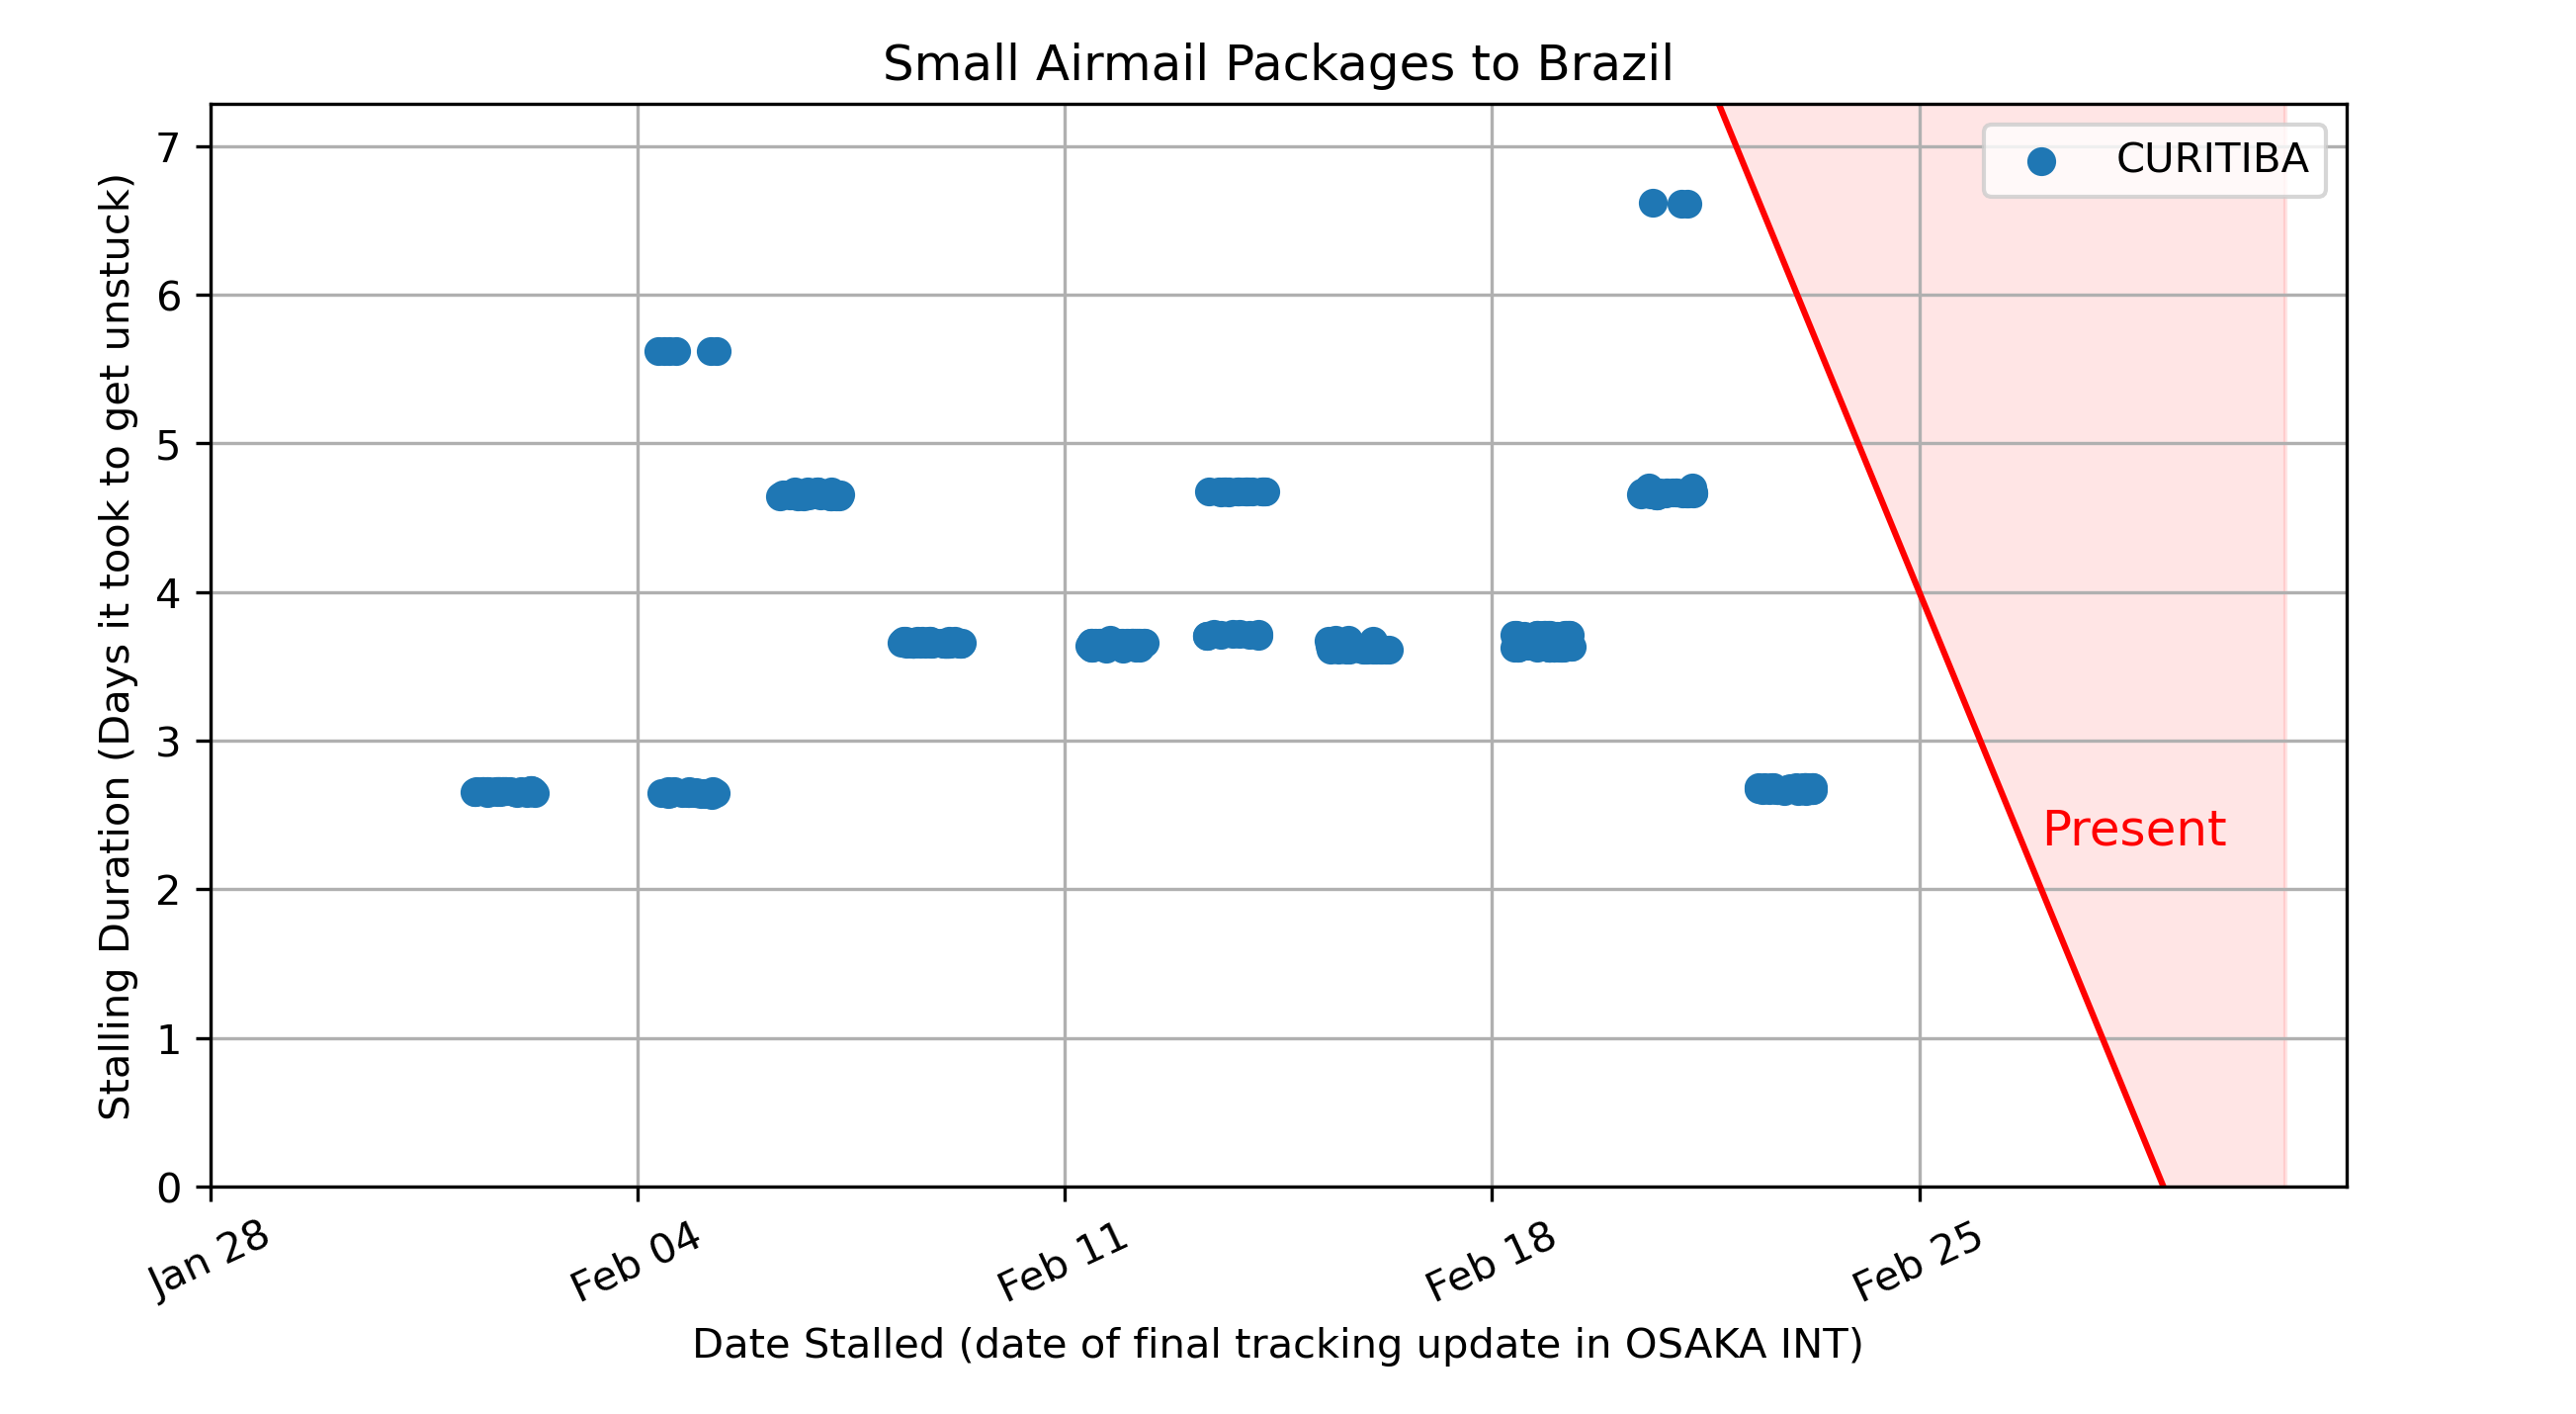 Small Airmail Packages to Brazil
CURITIBA
Present
Stalling Duration (Days it took to get unstuck)
7
6
5
4
3
2
1
0
Jan 28
Feb 04
Feb 11
Feb 18
Feb 25
Date Stalled (date of final tracking update in OSAKA INT)